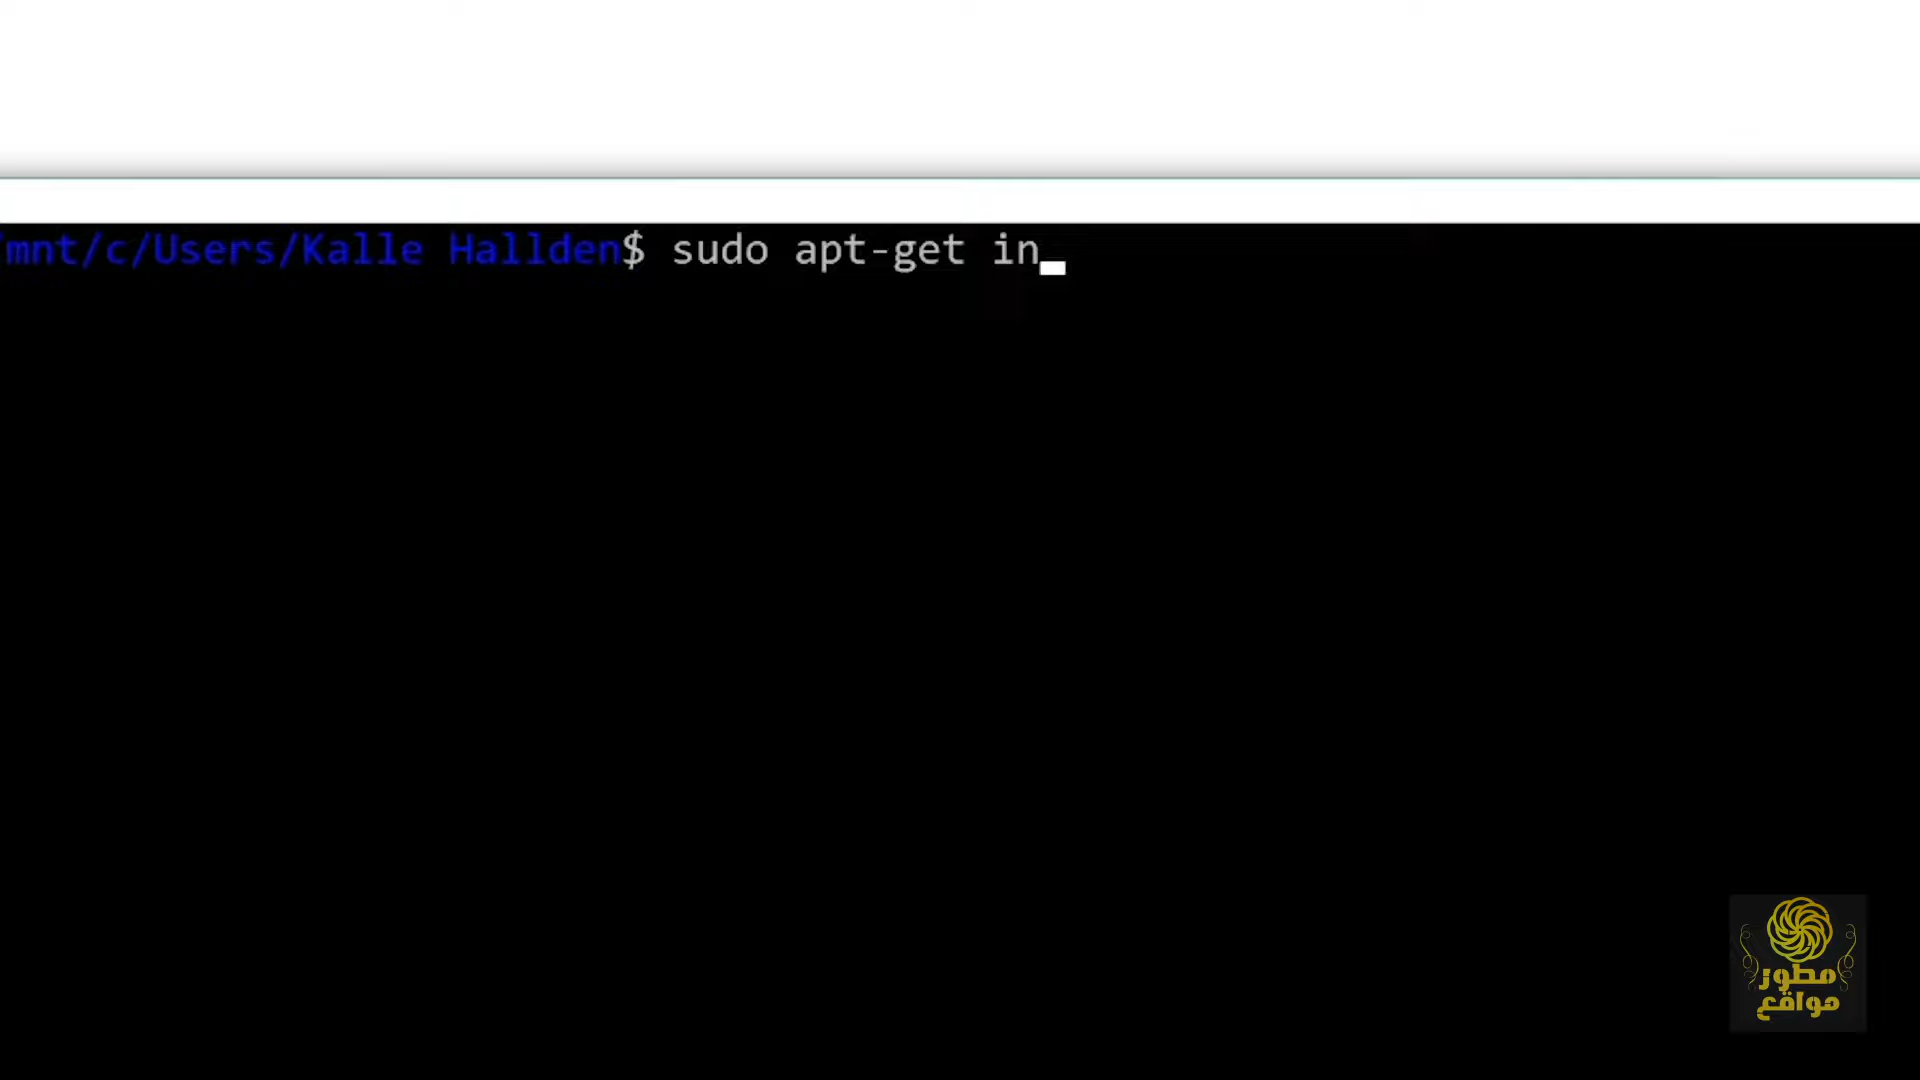 /mnt/c/Users/Kalle Hallden$ sudo apt-get in
مطور
مواقع